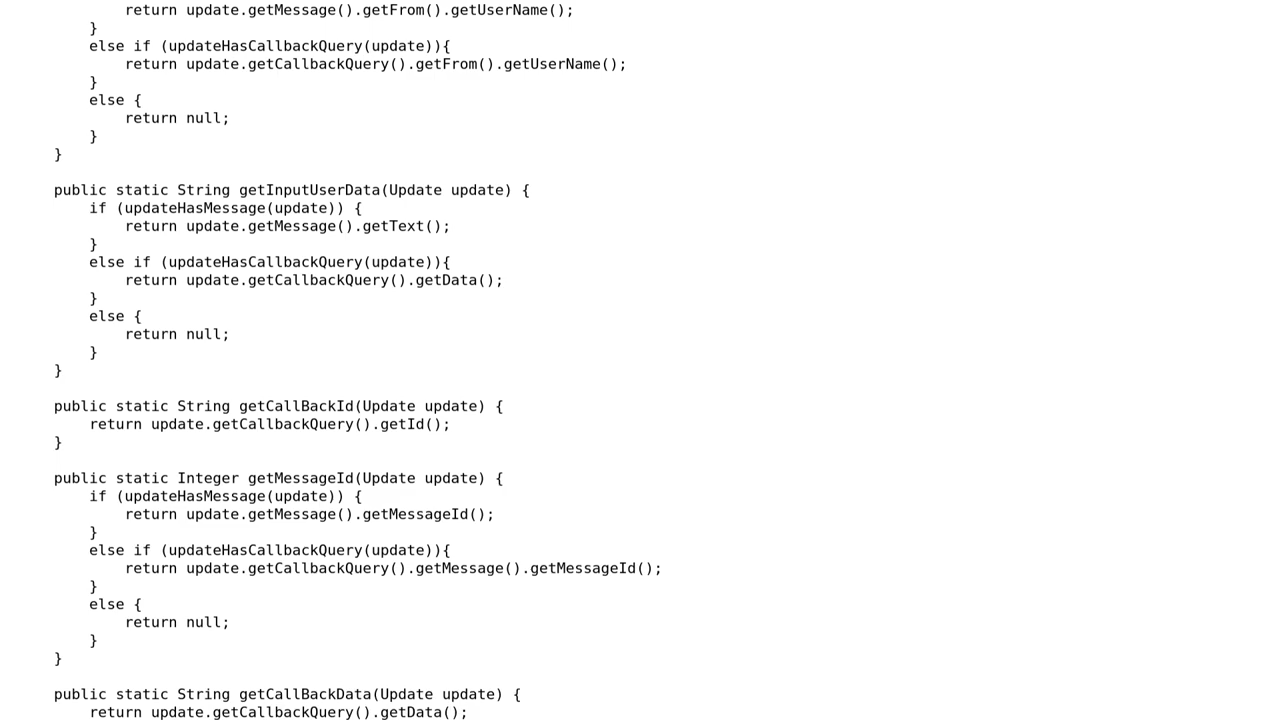 return update.getMessage().getFrom().getUserName();
}
else if (updateHasCallbackQuery(update)){
return update.getCallbackQuery().getFrom().getUserName();
}
else {
return null;
}
}
public static String getInputUserData(Update update) {
if (updateHasMessage(update)) {
return update.getMessage().getText();
}
else if (updateHasCallbackQuery(update)){
return update.getCallbackQuery().getData();
}
else {
return null;
}
}
public static String getCallBackId(Update update) {
return update.getCallbackQuery().getId();
}
public static Integer getMessageId(Update update) {
if (updateHasMessage(update)) {
return update.getMessage().getMessageId();
}
else if (updateHasCallbackQuery(update)){
return update.getCallbackQuery().getMessage().getMessageId();
}
else {
return null;
}
}
public static String getCallBackData(Update update) {
return update.getCallbackQuery().getData();